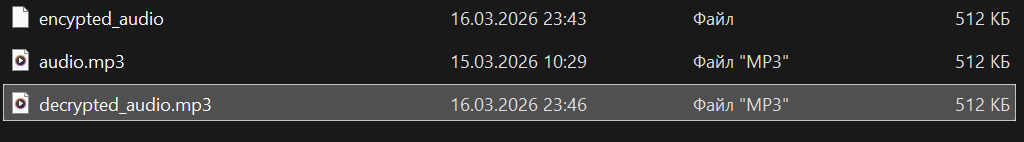 encypted_audio 16.03.2026 23:43 Файл 512 КБ
audio.mp3 15.03.2026 10:29 Файл "MP3" 512 КБ
decrypted_audio.mp3 16.03.2026 23:46 Файл "MP3" 512 КБ